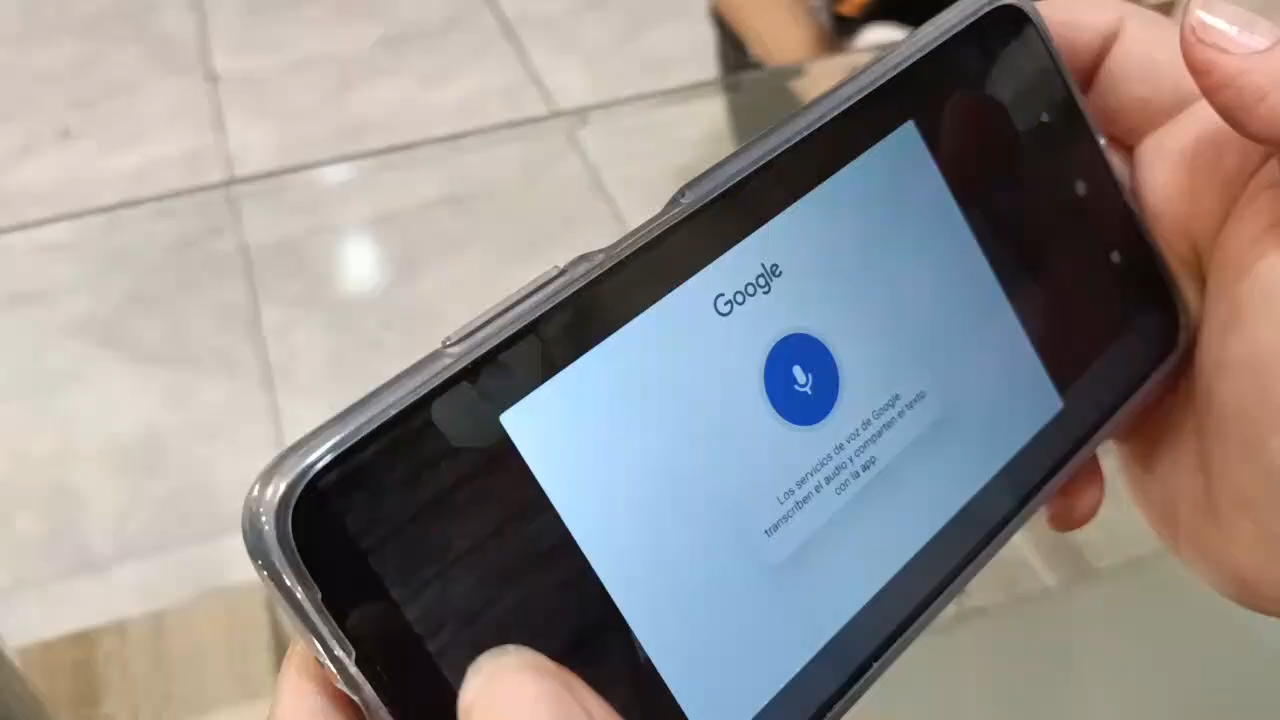 Google
Los servicios de voz de Google
transcriben el audio y comparten el texto
con la app.